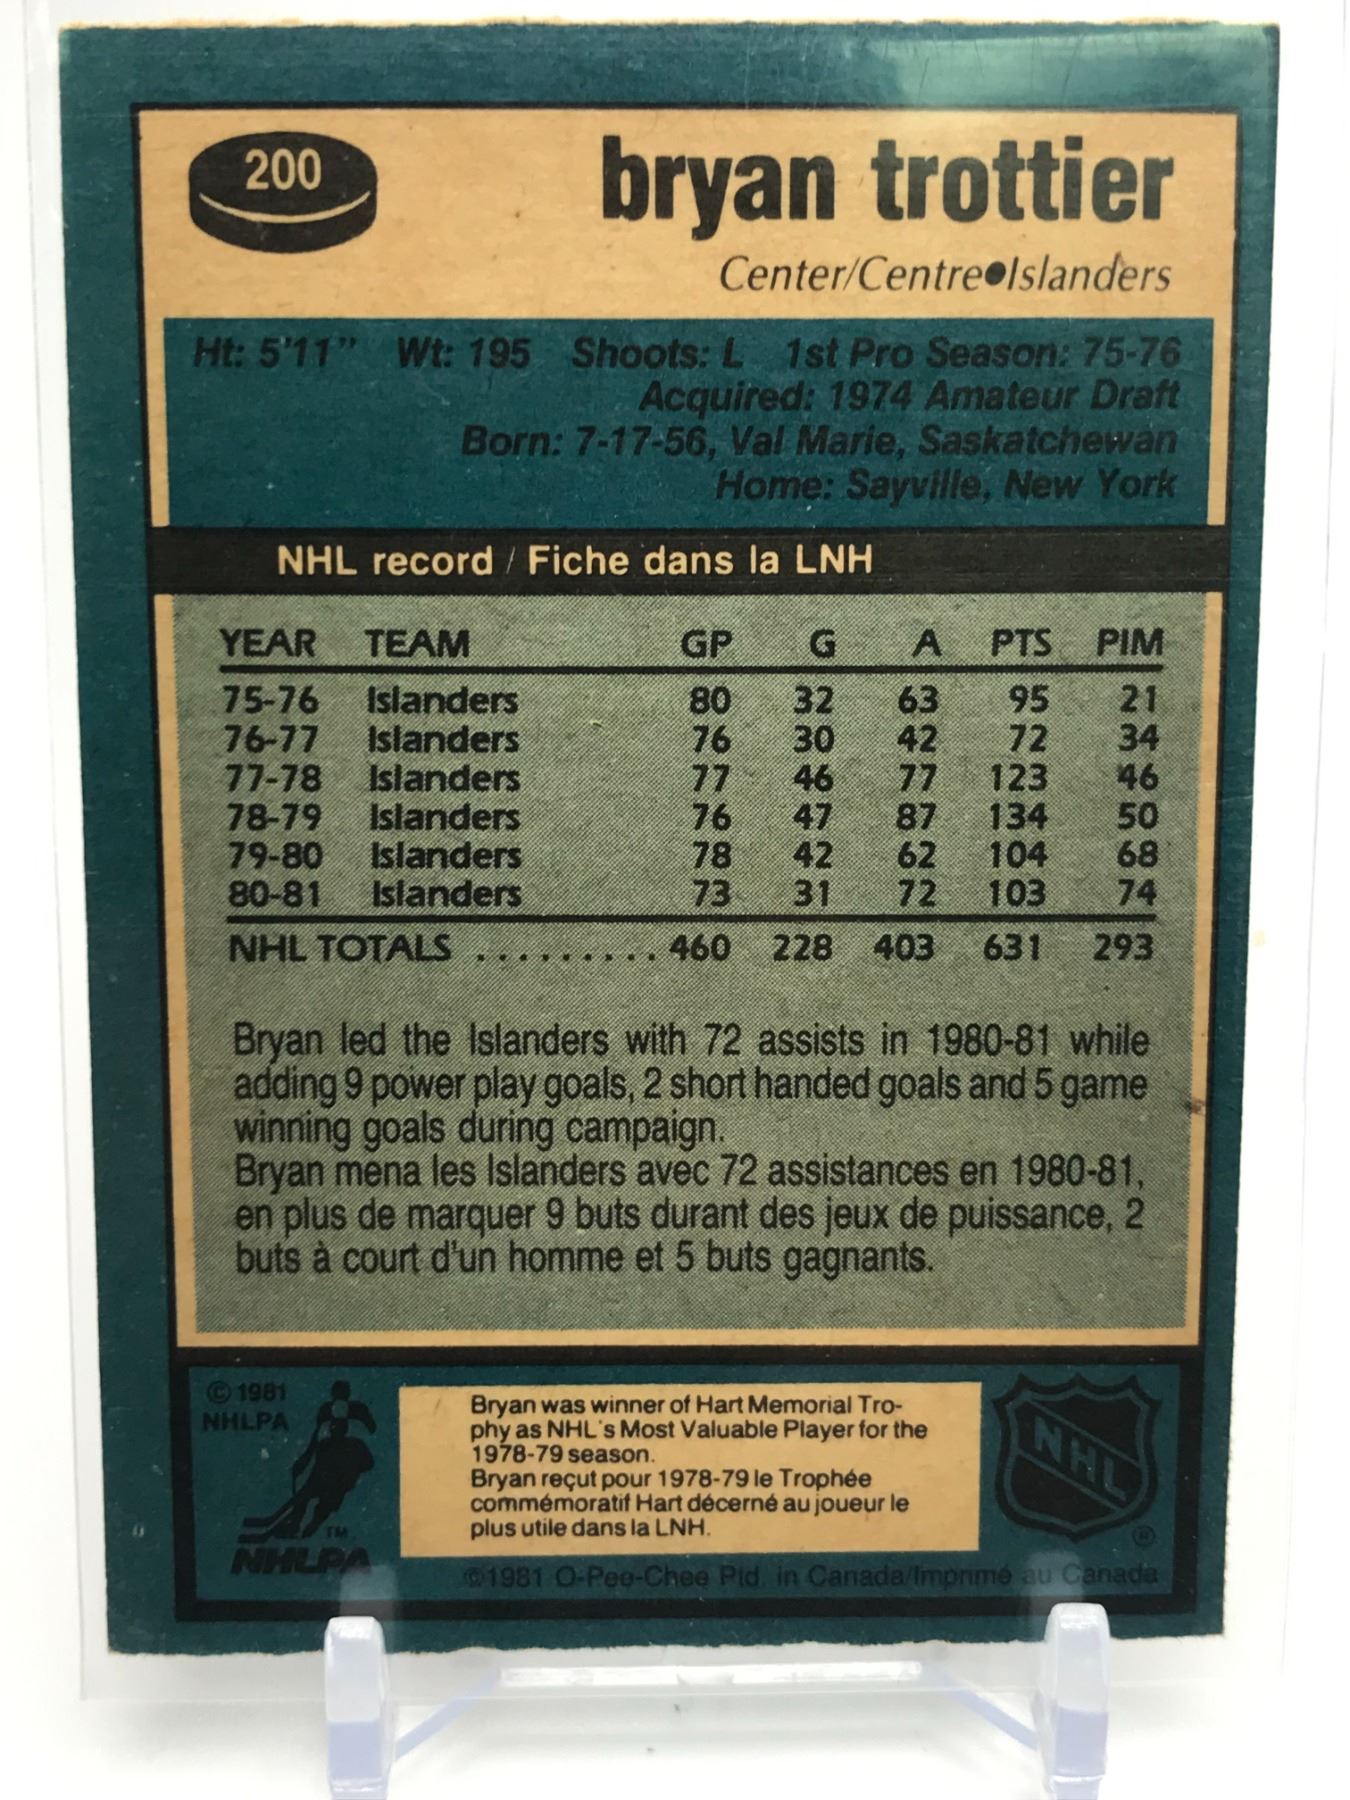 200
bryan trottier
Center/Centre●Islanders
Ht: 5'11" Wt: 195 Shoots: L 1st Pro Season: 75-76
Acquired: 1974 Amateur Draft
Born: 7-17-56, Val Marie, Saskatchewan
Home: Sayville, New York
NHL record / Fiche dans la LNH
YEAR TEAM GP G A PTS PIM
75-76 Islanders 80 32 63 95 21
76-77 Islanders 76 30 42 72 34
77-78 Islanders 77 46 77 123 46
78-79 Islanders 76 47 87 134 50
79-80 Islanders 78 42 62 104 68
80-81 Islanders 73 31 72 103 74
NHL TOTALS ......... 460 228 403 631 293
Bryan led the Islanders with 72 assists in 1980-81 while
adding 9 power play goals, 2 short handed goals and 5 game
winning goals during campaign.
Bryan mena les Islanders avec 72 assistances en 1980-81,
en plus de marquer 9 buts durant des jeux de puissance, 2
buts à court d'un homme et 5 buts gagnants.
© 1981
NHLPA
TM
NHLPA
Bryan was winner of Hart Memorial Tro-
phy as NHL's Most Valuable Player for the
1978-79 season.
Bryan reçut pour 1978-79 le Trophée
commémoratif Hart décerné au joueur le
plus utile dans la LNH.
NHL
®
©1981 O-Pee-Chee Ptd. in Canada/Imprimé au Canada